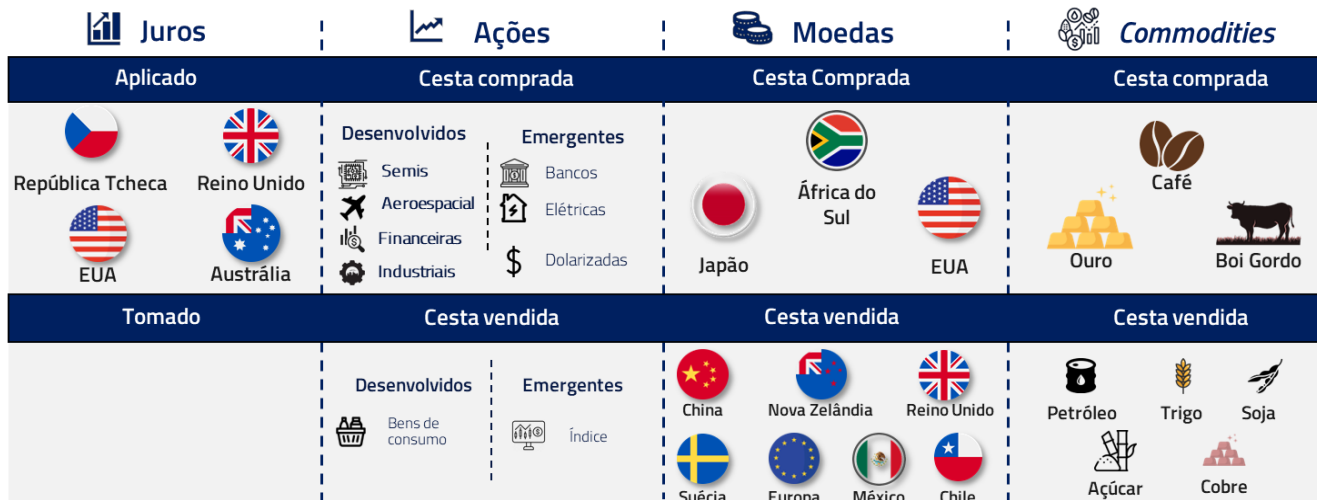 Juros
Ações
Moedas
Commodities
Aplicado
Cesta comprada
Cesta Comprada
Cesta comprada
República Tcheca
Reino Unido
EUA
Austrália
Desenvolvidos
Semis
Aeroespacial
Financeiras
Industriais
Emergentes
Bancos
Elétricas
Dolarizadas
Japão
África do
Sul
EUA
Café
Ouro
Boi Gordo
Tomado
Cesta vendida
Cesta vendida
Cesta vendida
Desenvolvidos
Bens de
consumo
Emergentes
Índice
China
Nova Zelândia
Reino Unido
Suécia
Europa
México
Chile
Petróleo
Trigo
Soja
Açúcar
Cobre